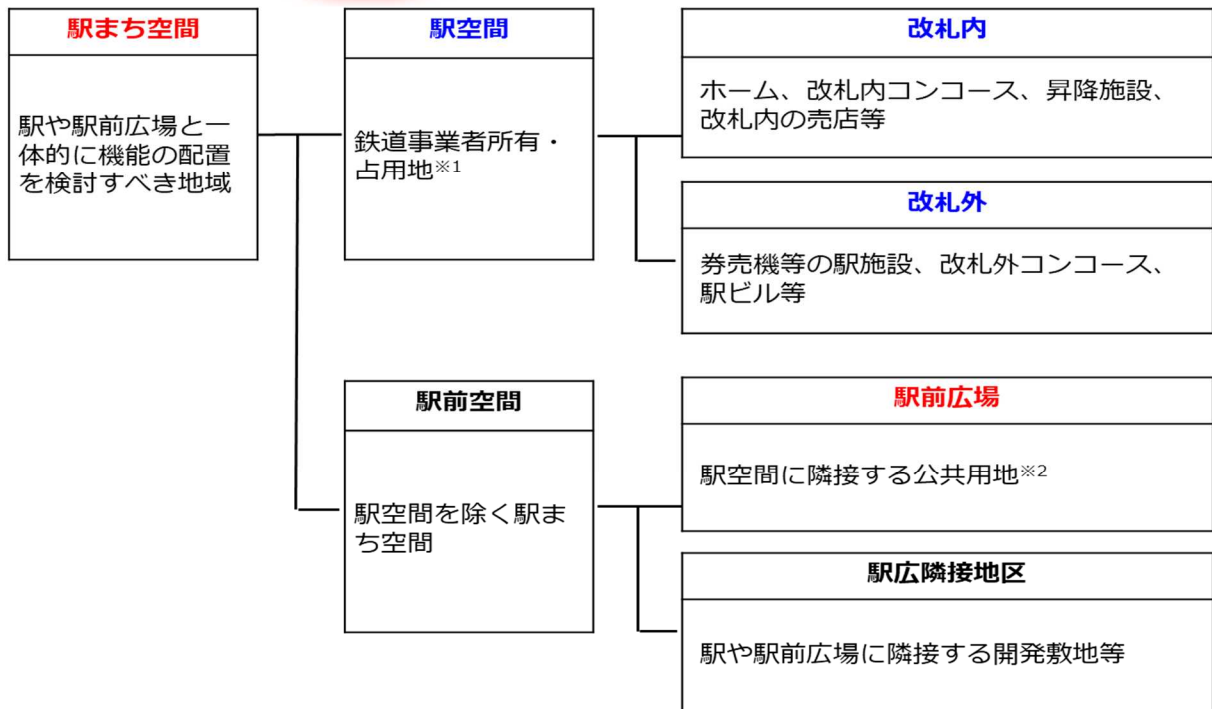 駅まち空間
駅や駅前広場と一
体的に機能の配置
を検討すべき地域
駅空間
鉄道事業者所有・
占用地※1
改札内
ホーム、改札内コンコース、昇降施設、
改札内の売店等
改札外
券売機等の駅施設、改札外コンコース、
駅ビル等
駅前空間
駅空間を除く駅ま
ち空間
駅前広場
駅空間に隣接する公共用地※2
駅広隣接地区
駅や駅前広場に隣接する開発敷地等